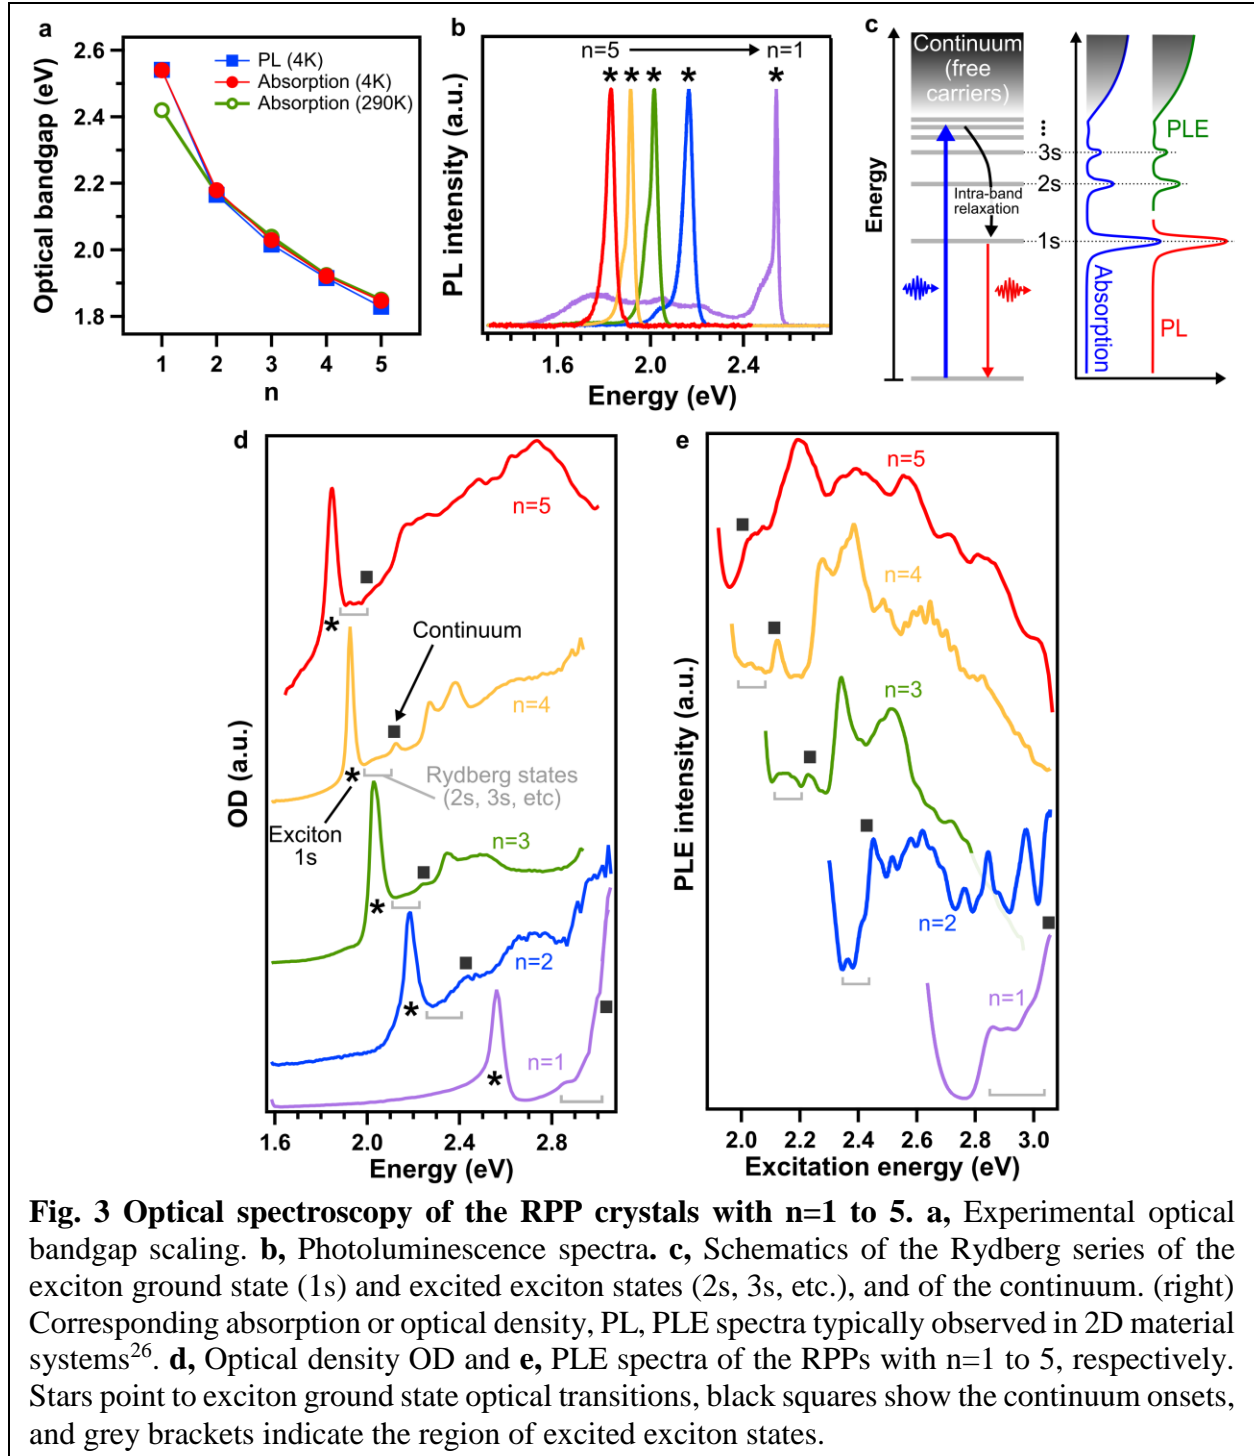 a
Optical bandgap (eV)
2.6
2.4
2.2
2.0
1.8
PL (4K)
Absorption (4K)
Absorption (290K)
1 2 3 4 5
n
b
PL intensity (a.u.)
n=5 n=1
* * * * *
1.6 2.0 2.4
Energy (eV)
c
Energy
Continuum
(free
carriers)
...
3s
2s
Intra-band
relaxation
1s
PLE
Absorption
PL
d
OD (a.u.)
n=5
*
Continuum
n=4
*
Rydberg states
(2s, 3s, etc)
Exciton
1s
n=3
*
n=2
*
n=1
*
1.6 2.0 2.4 2.8
Energy (eV)
e
PLE intensity (a.u.)
n=5
n=4
n=3
n=2
n=1
2.0 2.2 2.4 2.6 2.8 3.0
Excitation energy (eV)
Fig. 3 Optical spectroscopy of the RPP crystals with n=1 to 5. a, Experimental optical
bandgap scaling. b, Photoluminescence spectra. c, Schematics of the Rydberg series of the
exciton ground state (1s) and excited exciton states (2s, 3s, etc.), and of the continuum. (right)
Corresponding absorption or optical density, PL, PLE spectra typically observed in 2D material
systems26. d, Optical density OD and e, PLE spectra of the RPPs with n=1 to 5, respectively.
Stars point to exciton ground state optical transitions, black squares show the continuum onsets,
and grey brackets indicate the region of excited exciton states.